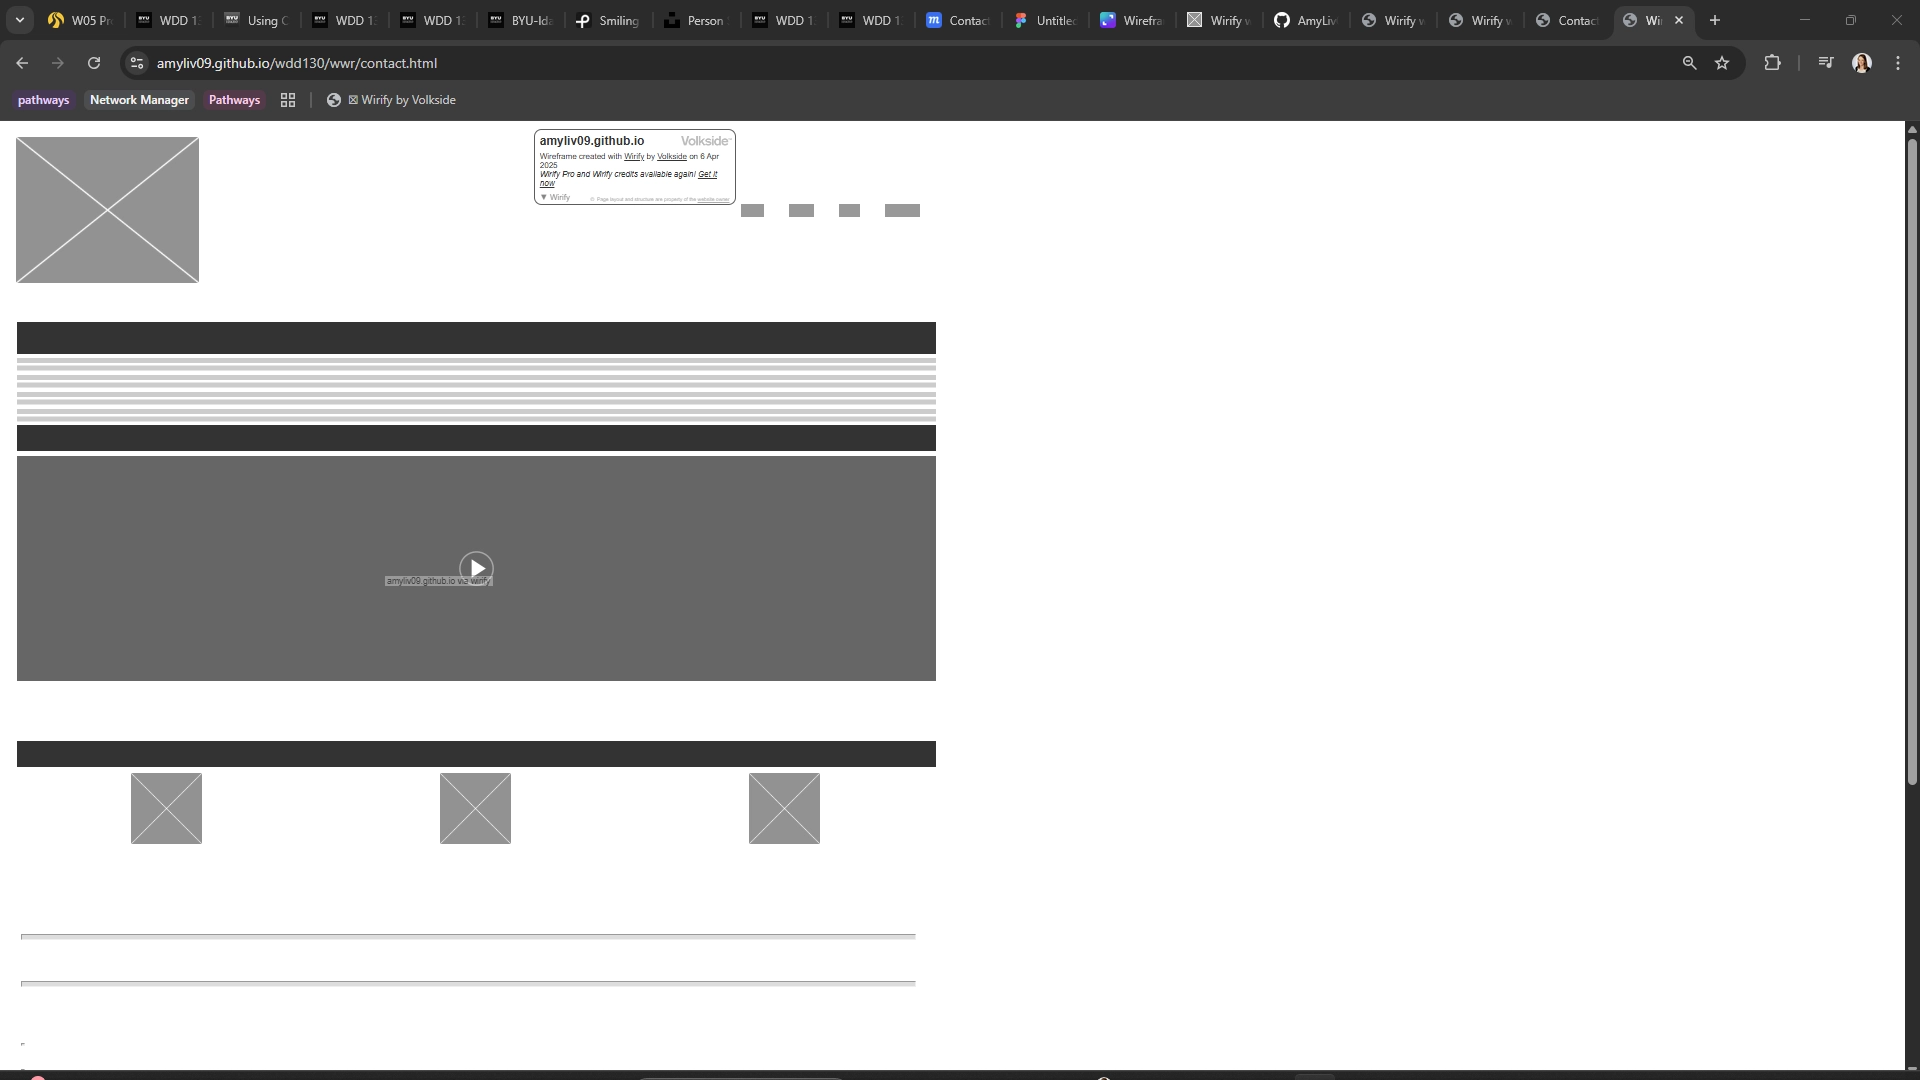 W05 Pr
WDD 1
Using C
WDD 1
WDD 1
BYU-Ida
Smiling
Person
WDD 1
WDD 1
Contac
Untitled
Wirefra
Wirify w
AmyLiv
Wirify w
Wirify w
Contac
Wi
amyliv09.github.io/wdd130/wwr/contact.html
pathways
Network Manager
Pathways
Wirify by Volkside
amyliv09.github.io
Volkside
Wireframe created with Wirify by Volkside on 6 Apr
2025
Wirify Pro and Wirify credits available again! Get it
now
▼ Wirify
© Page layout and structure are property of the website owner
amyliv09.github.io via wirify